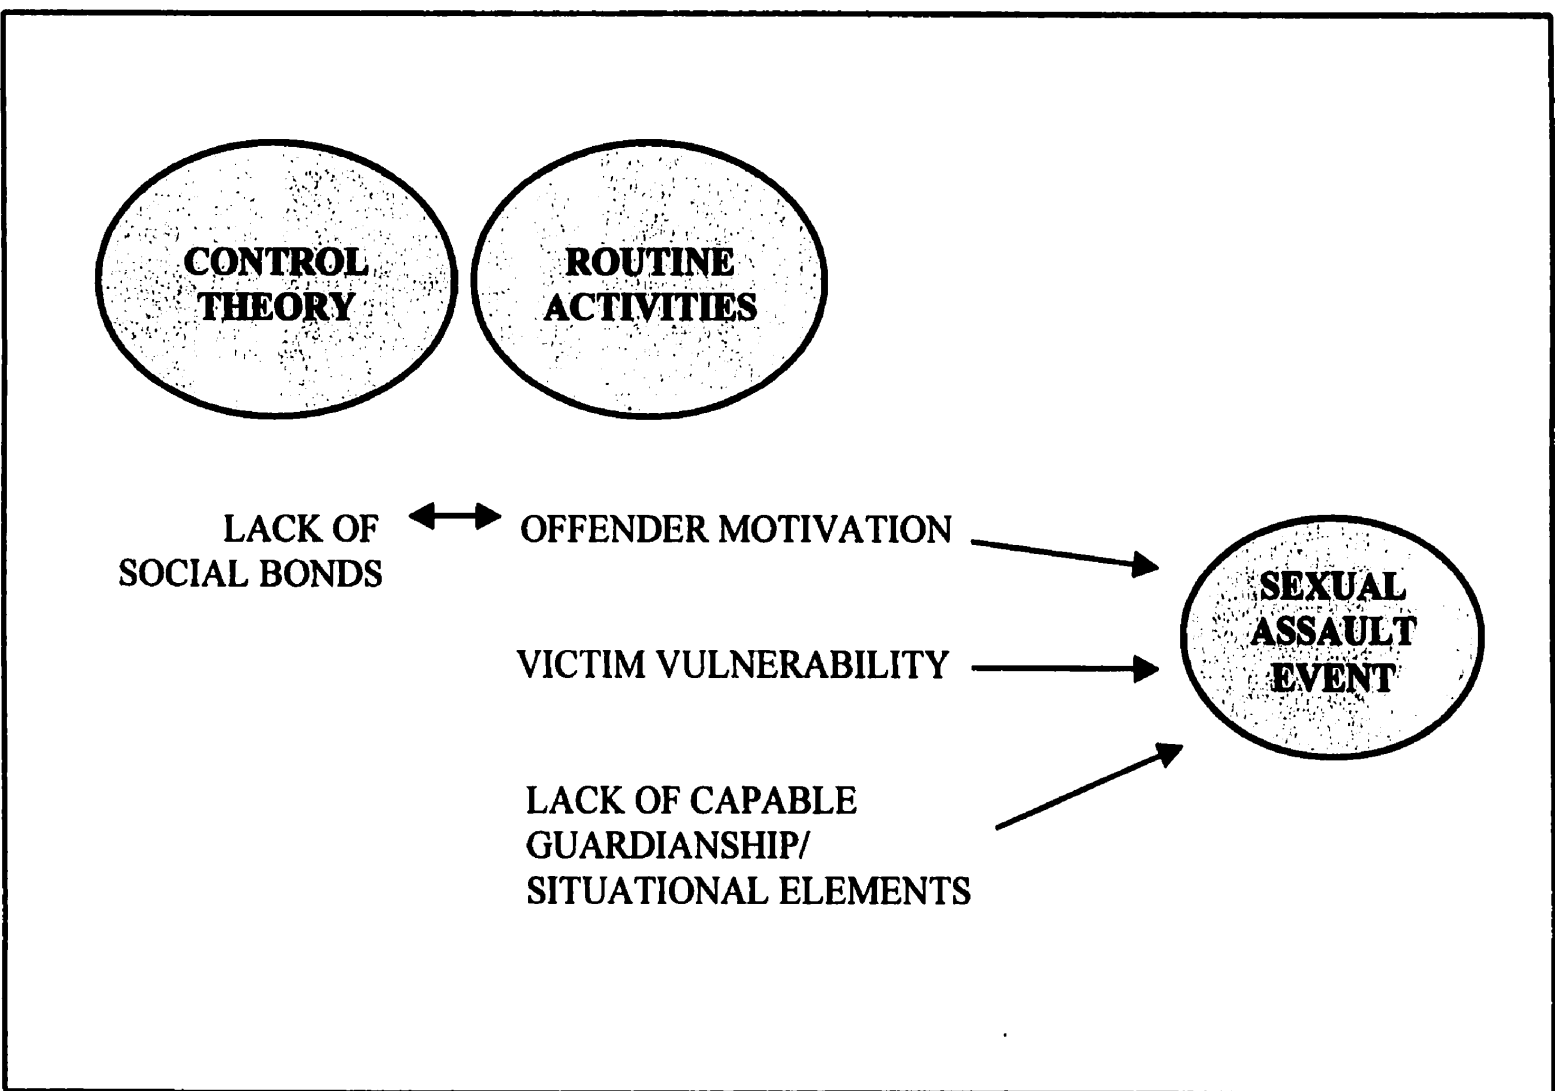 CONTROL
THEORY
ROUTINE
ACTIVITIES
LACK OF
SOCIAL BONDS
OFFENDER MOTIVATION
VICTIM VULNERABILITY
LACK OF CAPABLE
GUARDIANSHIP/
SITUATIONAL ELEMENTS
SEXUAL
ASSAULT
EVENT